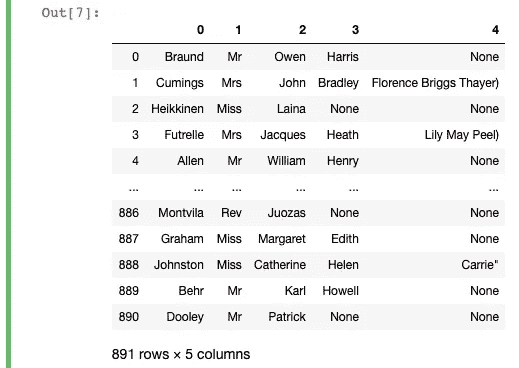 Out[7]:
0 1 2 3 4
0 Braund Mr Owen Harris None
1 Cumings Mrs John Bradley Florence Briggs Thayer)
2 Heikkinen Miss Laina None None
3 Futrelle Mrs Jacques Heath Lily May Peel)
4 Allen Mr William Henry None
... ... ... ... ... ...
886 Montvila Rev Juozas None None
887 Graham Miss Margaret Edith None
888 Johnston Miss Catherine Helen Carrie"
889 Behr Mr Karl Howell None
890 Dooley Mr Patrick None None
891 rows × 5 columns